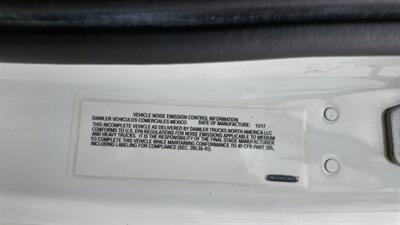 VEHICLE NOISE EMISSION CONTROL INFORMATION
DAIMLER VEHICULOS COMERCIALES MEXICO DATE OF MANUFACTURE: 11/17
THIS INCOMPLETE VEHICLE AS DELIVERED BY DAIMLER TRUCKS NORTH AMERICA LLC
CONFORMS TO U.S. EPA REGULATIONS FOR NOISE EMISSIONS APPLICABLE TO MEDIUM
AND HEAVY TRUCKS. IT IS THE RESPONSIBILITY OF THE FINAL STAGE MANUFACTURER
TO COMPLETE THIS VEHICLE WHILE MAINTAINING CONFORMANCE TO 40 CFR PART 205,
INCLUDING LABELING FOR COMPLIANCE (SEC. 205.55-11).